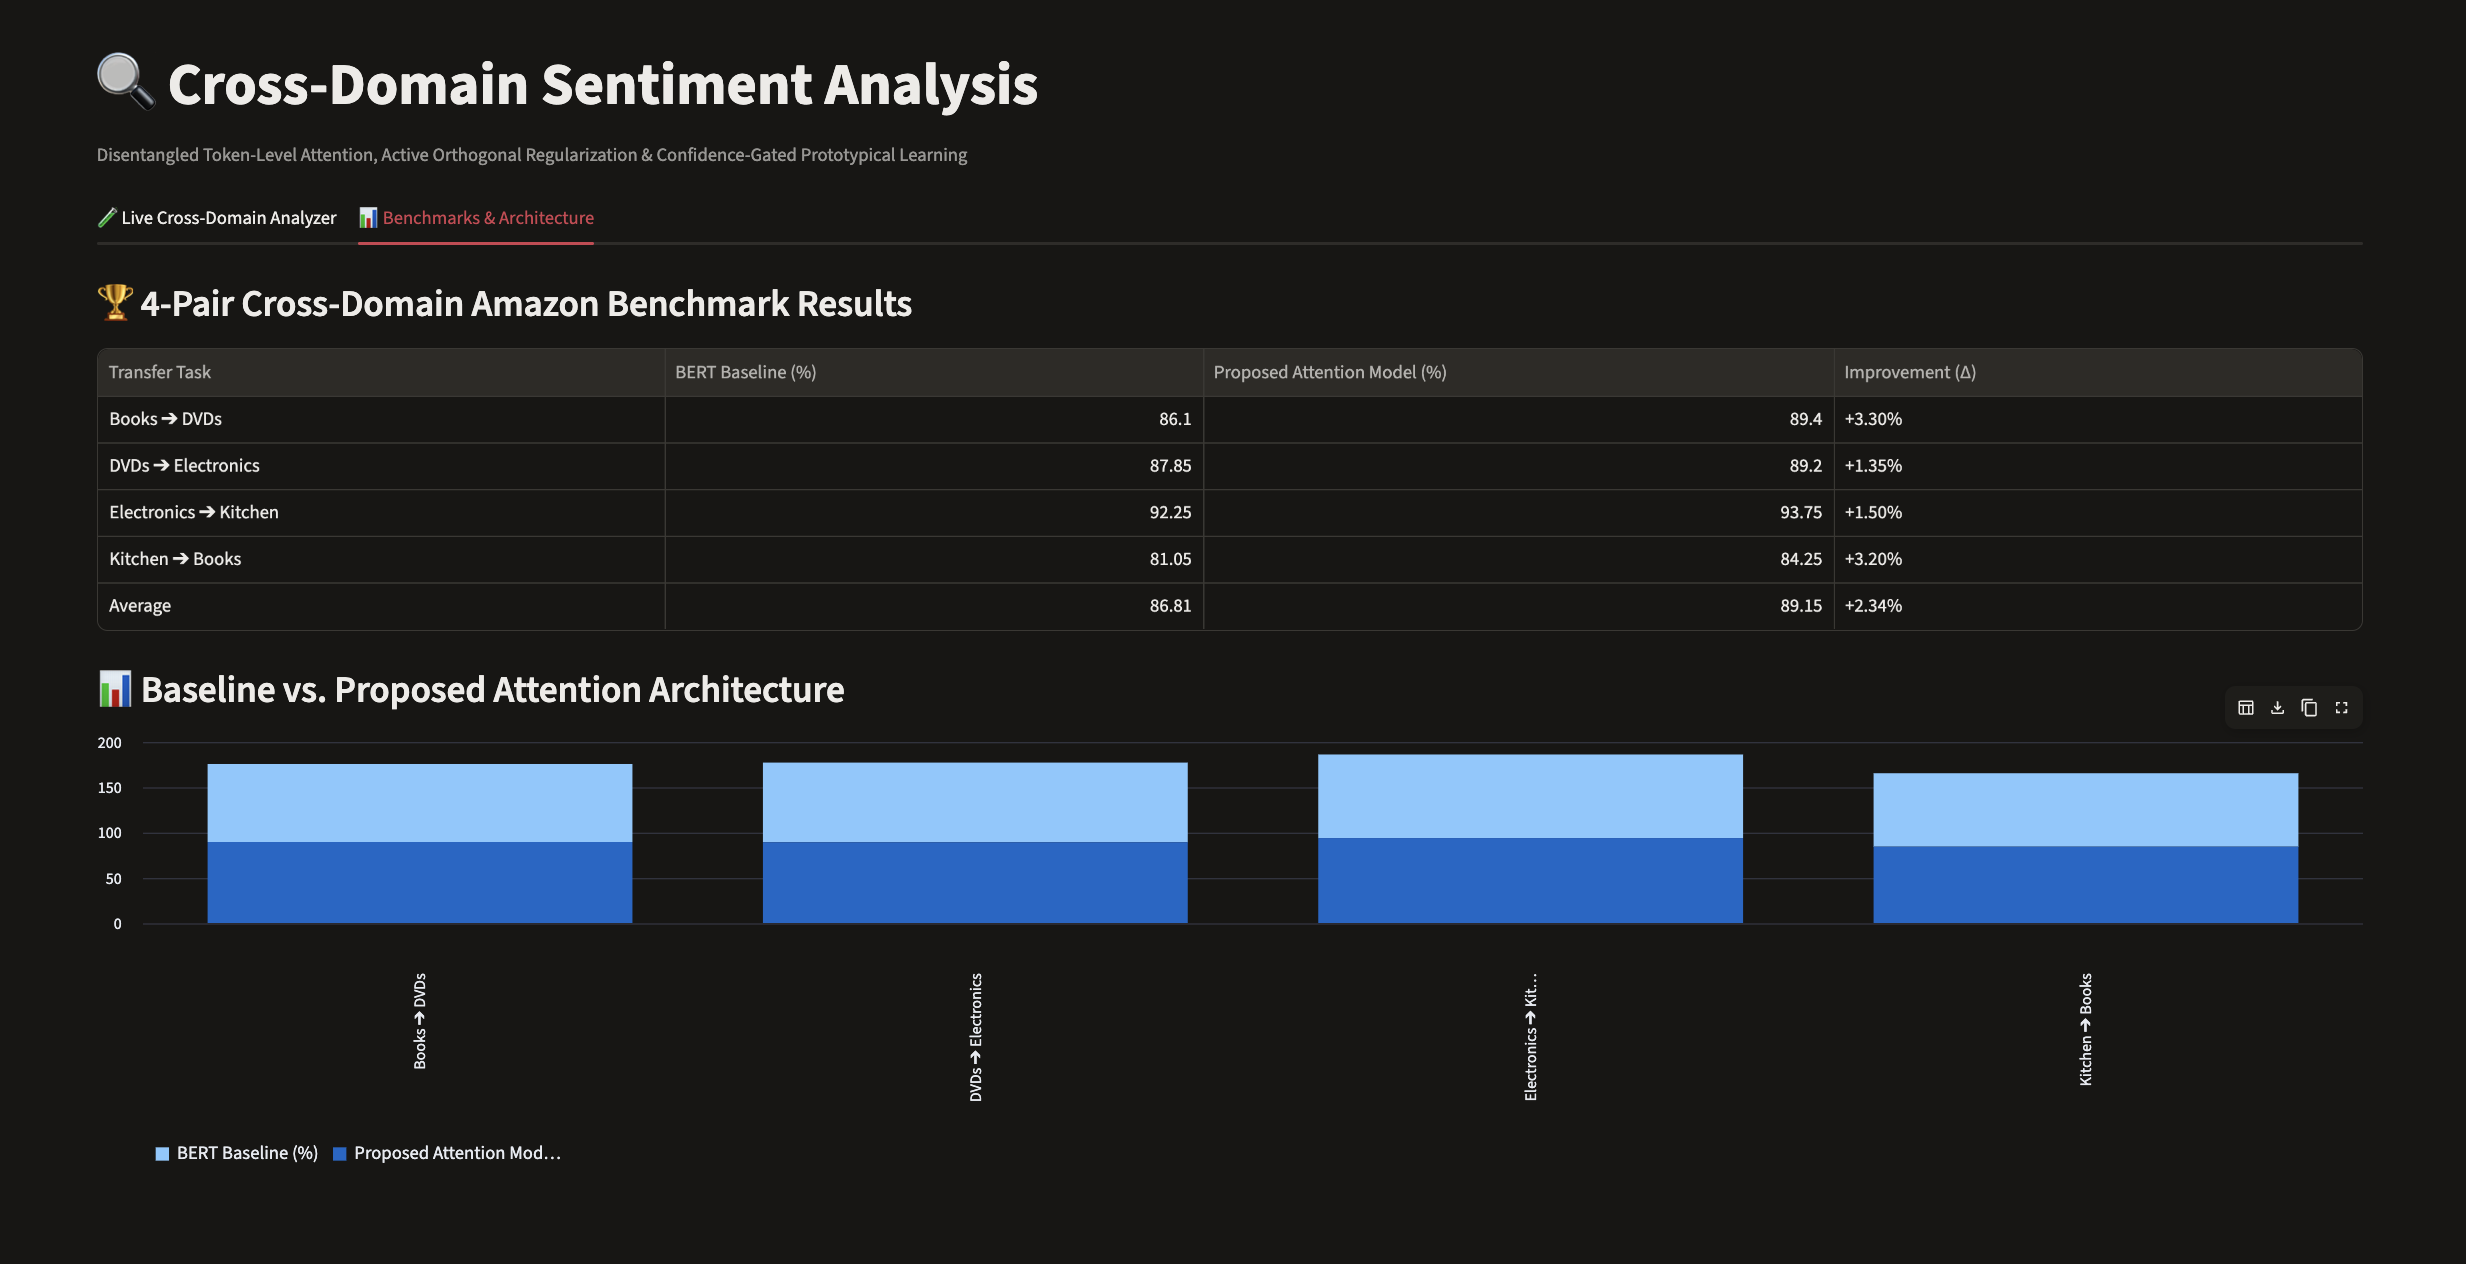 🔍 Cross-Domain Sentiment Analysis
Disentangled Token-Level Attention, Active Orthogonal Regularization & Confidence-Gated Prototypical Learning
🧪 Live Cross-Domain Analyzer 📊 Benchmarks & Architecture
🏆 4-Pair Cross-Domain Amazon Benchmark Results
Transfer Task BERT Baseline (%) Proposed Attention Model (%) Improvement (Δ)
Books ➔ DVDs 86.1 89.4 +3.30%
DVDs ➔ Electronics 87.85 89.2 +1.35%
Electronics ➔ Kitchen 92.25 93.75 +1.50%
Kitchen ➔ Books 81.05 84.25 +3.20%
Average 86.81 89.15 +2.34%
📊 Baseline vs. Proposed Attention Architecture
200
150
100
50
0
Books ➔ DVDs
DVDs ➔ Electronics
Electronics ➔ Kit…
Kitchen ➔ Books
BERT Baseline (%) Proposed Attention Mod…